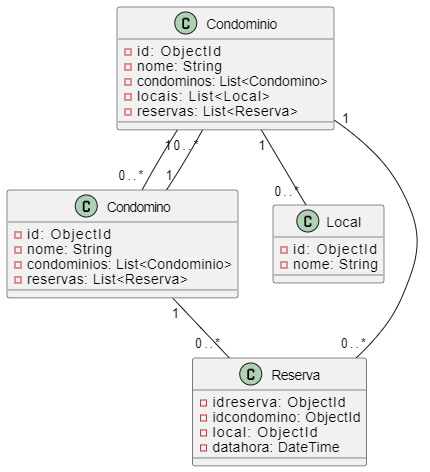 C Condominio
id: ObjectId
nome: String
condominos: List<Condomino>
locais: List<Local>
reservas: List<Reserva>
1
1 0..*
1
0..*
1
0..*
0..*
C Condomino
id: ObjectId
nome: String
condominios: List<Condominio>
reservas: List<Reserva>
C Local
id: ObjectId
nome: String
1
0..*
0..*
C Reserva
idreserva: ObjectId
idcondomino: ObjectId
local: ObjectId
datahora: DateTime